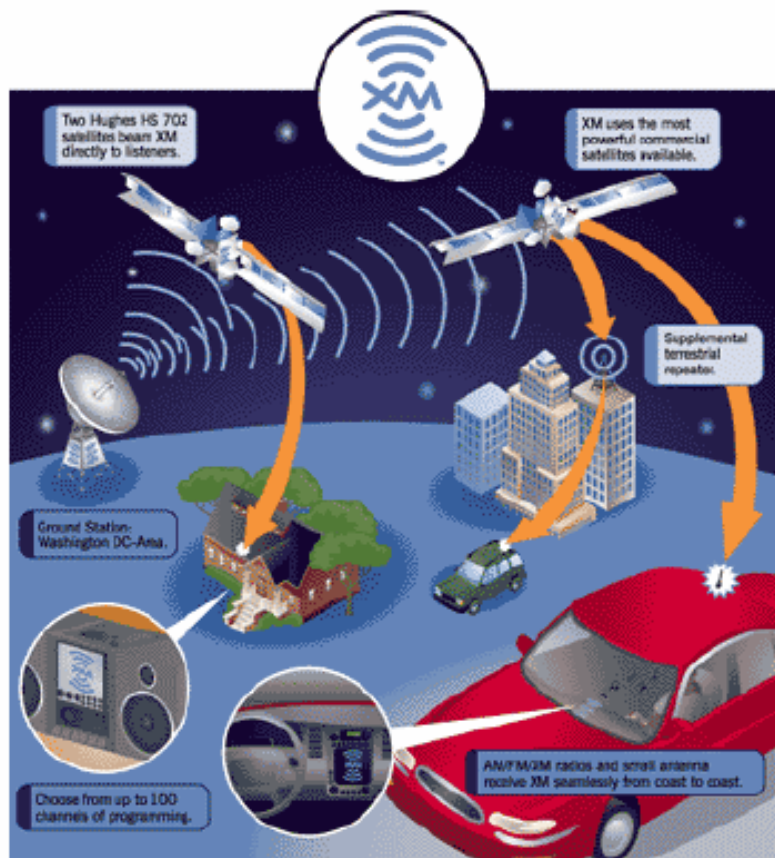 XM
Two Hughes HS 702
satellites beam XM
directly to listeners.
XM uses the most
powerful commercial
satellites available.
Supplemental
terrestrial
repeater.
Ground Station-
Washington DC-Area.
XM
Choose from up to 100
channels of programming.
AM/FM/XM radios and small antenna
receive XM seamlessly from coast to coast.